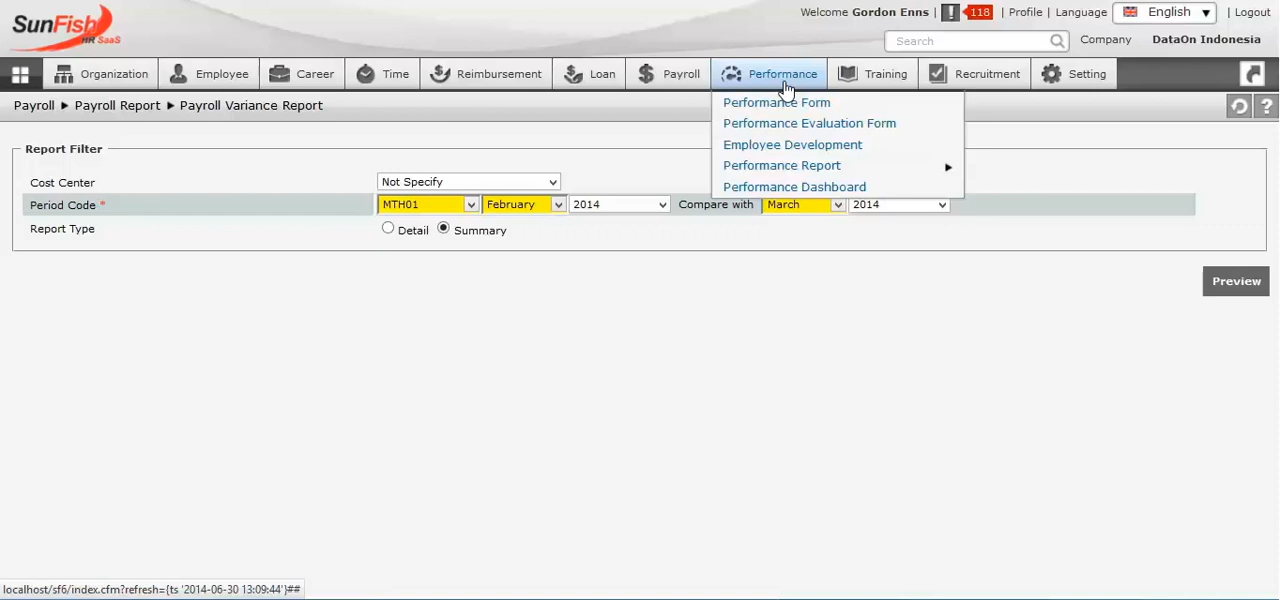 SunFish
HR SaaS
Welcome Gordon Enns | ! 118 | Profile | Language English ▼ | Logout
Search Company DataOn Indonesia
Organization Employee Career Time Reimbursement Loan Payroll Performance Training Recruitment Setting
Payroll ▶ Payroll Report ▶ Payroll Variance Report ?
Performance Form
Performance Evaluation Form
Employee Development
Performance Report ▶
Performance Dashboard
Report Filter
Cost Center Not Specify
Period Code * MTH01 February 2014 Compare with March 2014
Report Type Detail Summary
Preview
localhost/sf6/index.cfm?refresh={ts '2014-06-30 13:09:44'}##